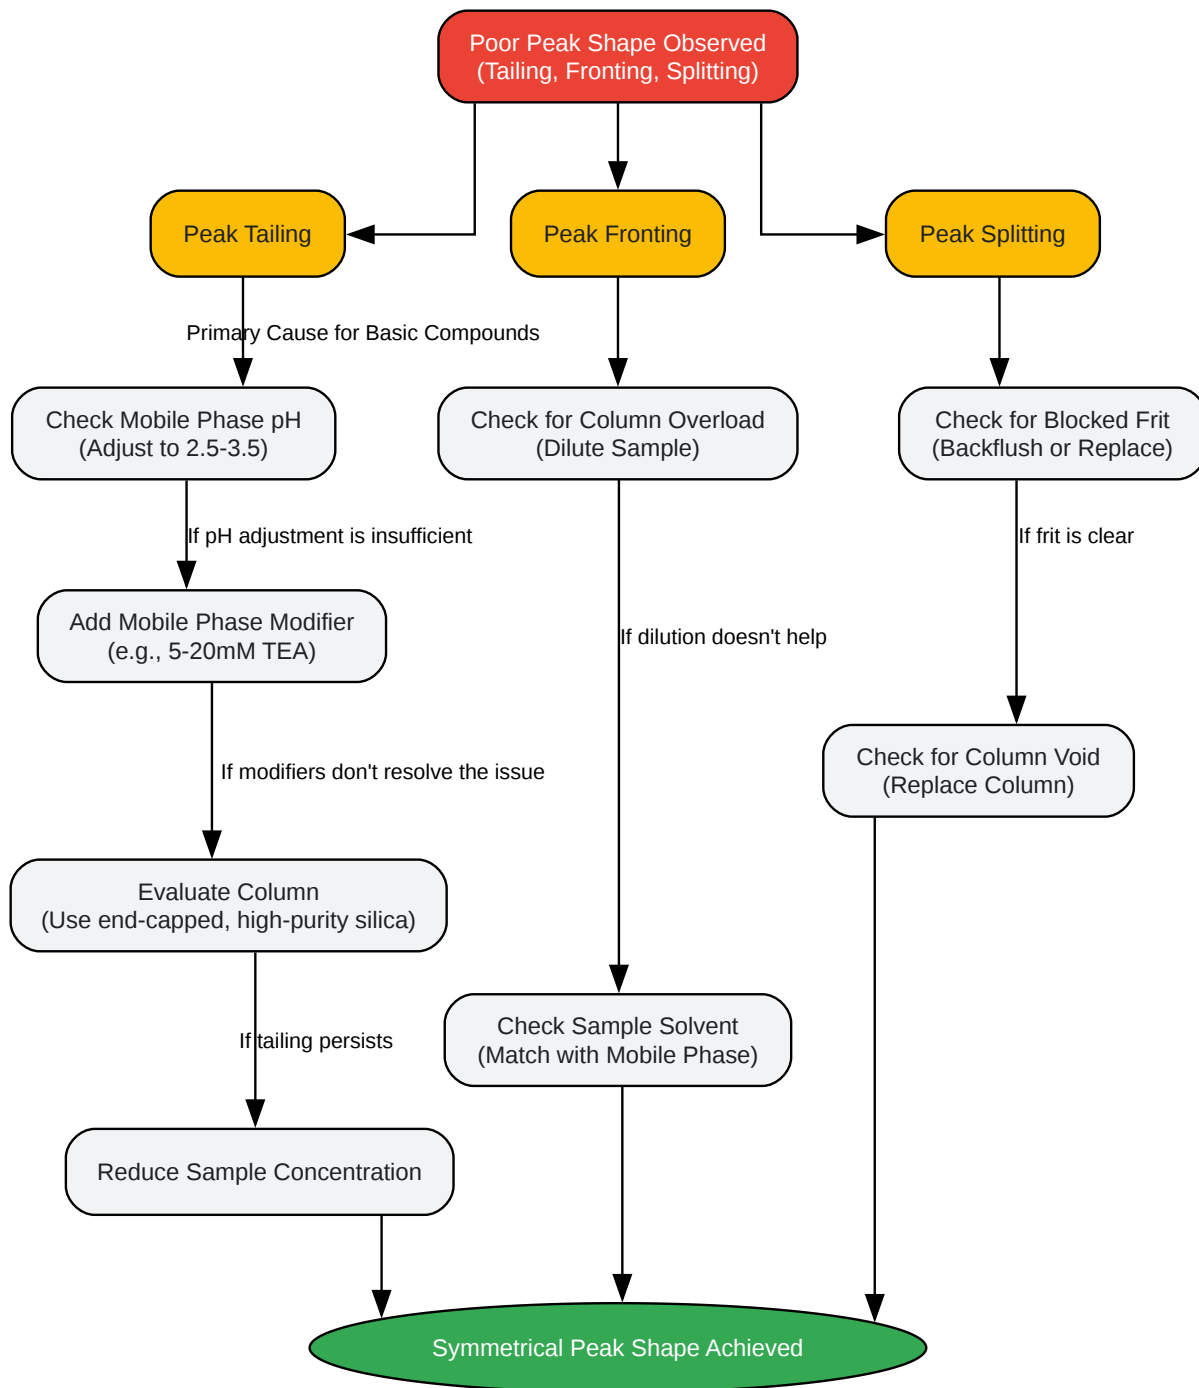 Poor Peak Shape Observed
(Tailing, Fronting, Splitting)
Peak Tailing
Peak Fronting
Peak Splitting
Primary Cause for Basic Compounds
Check Mobile Phase pH
(Adjust to 2.5-3.5)
Check for Column Overload
(Dilute Sample)
Check for Blocked Frit
(Backflush or Replace)
If pH adjustment is insufficient
If frit is clear
Add Mobile Phase Modifier
(e.g., 5-20mM TEA)
If dilution doesn't help
If modifiers don't resolve the issue
Check for Column Void
(Replace Column)
Evaluate Column
(Use end-capped, high-purity silica)
If tailing persists
Check Sample Solvent
(Match with Mobile Phase)
Reduce Sample Concentration
Symmetrical Peak Shape Achieved